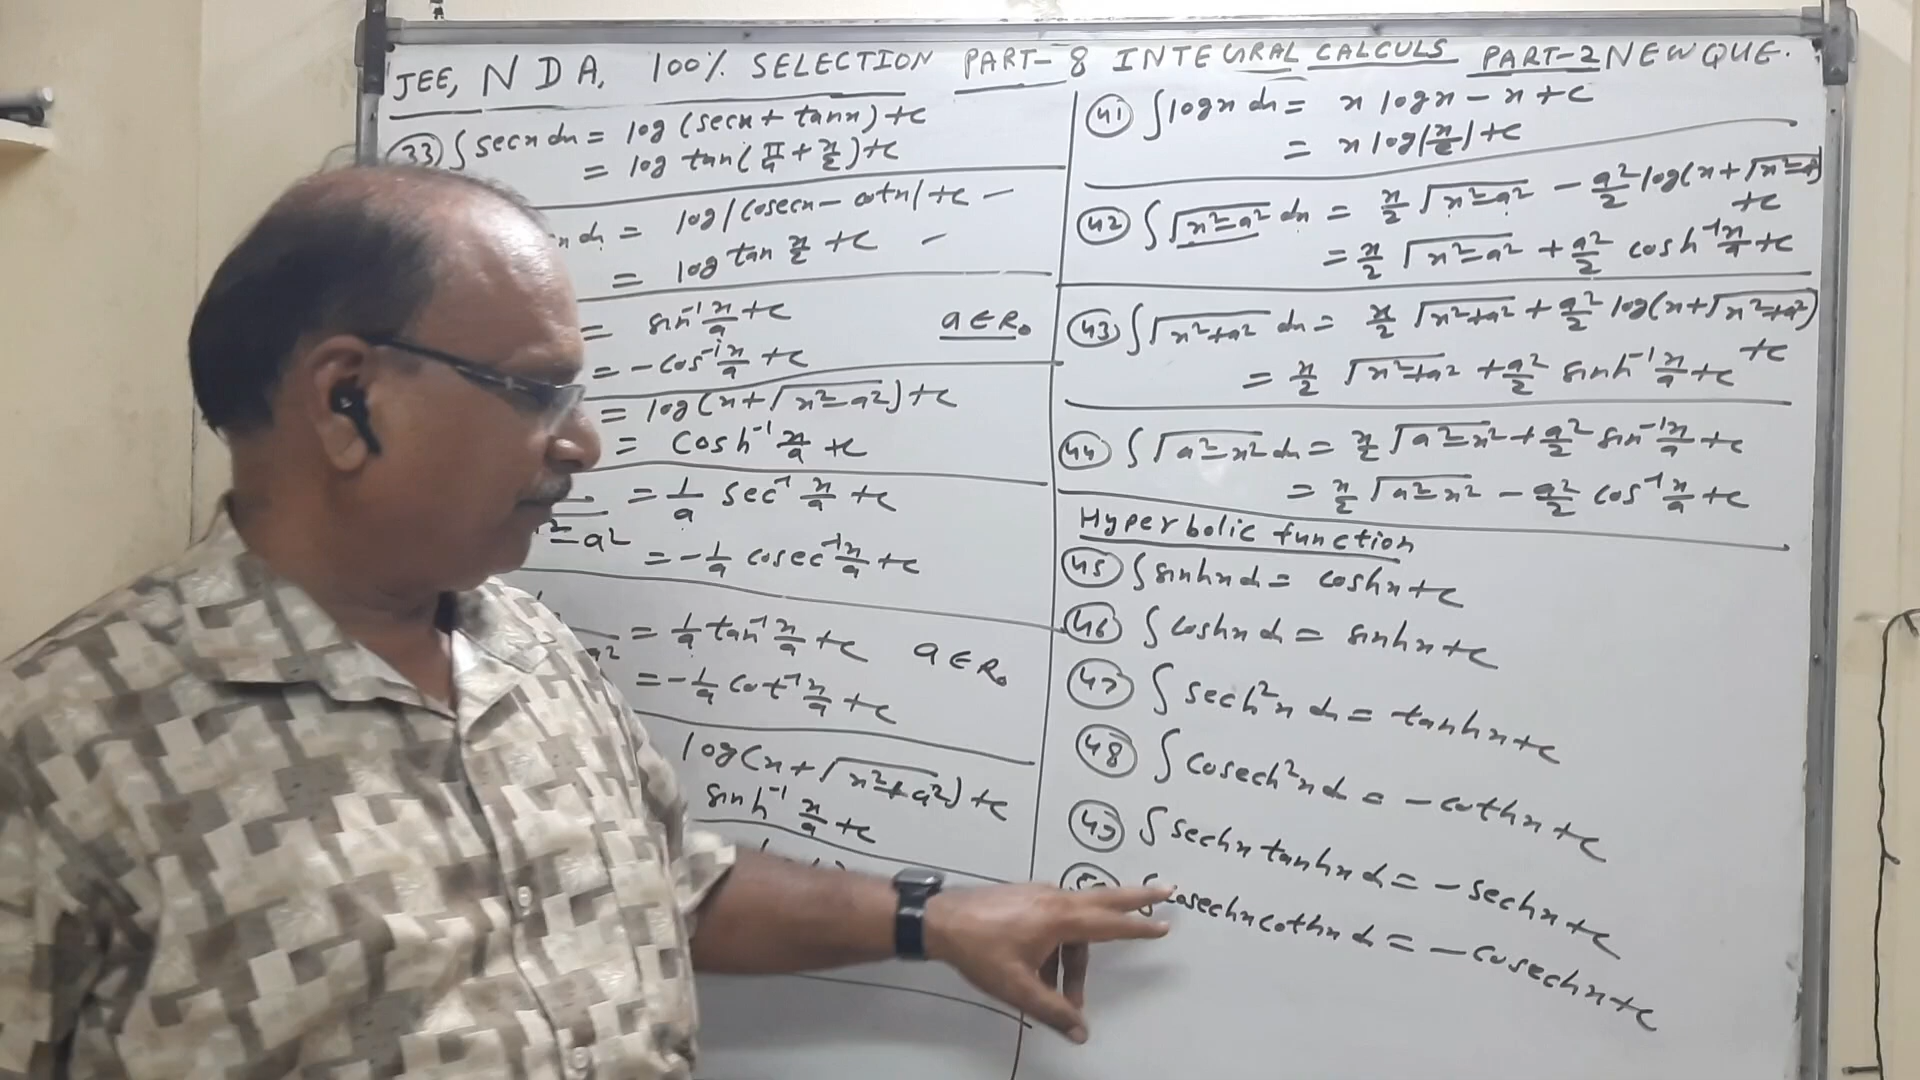 JEE, NDA, 100% SELECTION PART-8 INTEGRAL CALCULS PART-2 NEW QUE.
33) ∫ secx dx = log (secx + tanx) + c
= log tan(π/4 + x/2) + c
x dx = log|cosecx - cotx| + c -
= log tan x/2 + c -
= sin⁻¹ x/a + c a ∈ R₀
= - cos⁻¹ x/a + c
= log(x + √x²-a²) + c
= cosh⁻¹ x/a + c
= 1/a sec⁻¹ x/a + c
²-a² = -1/a cosec⁻¹ x/a + c
= 1/a tan⁻¹ x/a + c a ∈ R₀
= -1/a cot⁻¹ x/a + c
log(x + √x²+a²) + c
sinh⁻¹ x/a + c
41) ∫ logx dx = x logx - x + c
= x log(x/e) + c
42) ∫ √x²-a² dx = x/2 √x²-a² - a²/2 log(x + √x²-a²) + c
= x/2 √x²-a² + a²/2 cosh⁻¹ x/a + c
43) ∫ √x²+a² dx = x/2 √x²+a² + a²/2 log(x + √x²+a²) + c
= x/2 √x²+a² + a²/2 sinh⁻¹ x/a + c
44) ∫ √a²-x² dx = x/2 √a²-x² + a²/2 sin⁻¹ x/a + c
= x/2 √a²-x² - a²/2 cos⁻¹ x/a + c
Hyperbolic function
45) ∫ sinhx dx = coshx + c
46) ∫ coshx dx = sinhx + c
47) ∫ sech²x dx = tanhx + c
48) ∫ cosech²x dx = - cothx + c
49) ∫ sechx tanhx dx = - sechx + c
50) ∫ cosechx cothx dx = - cosechx + c